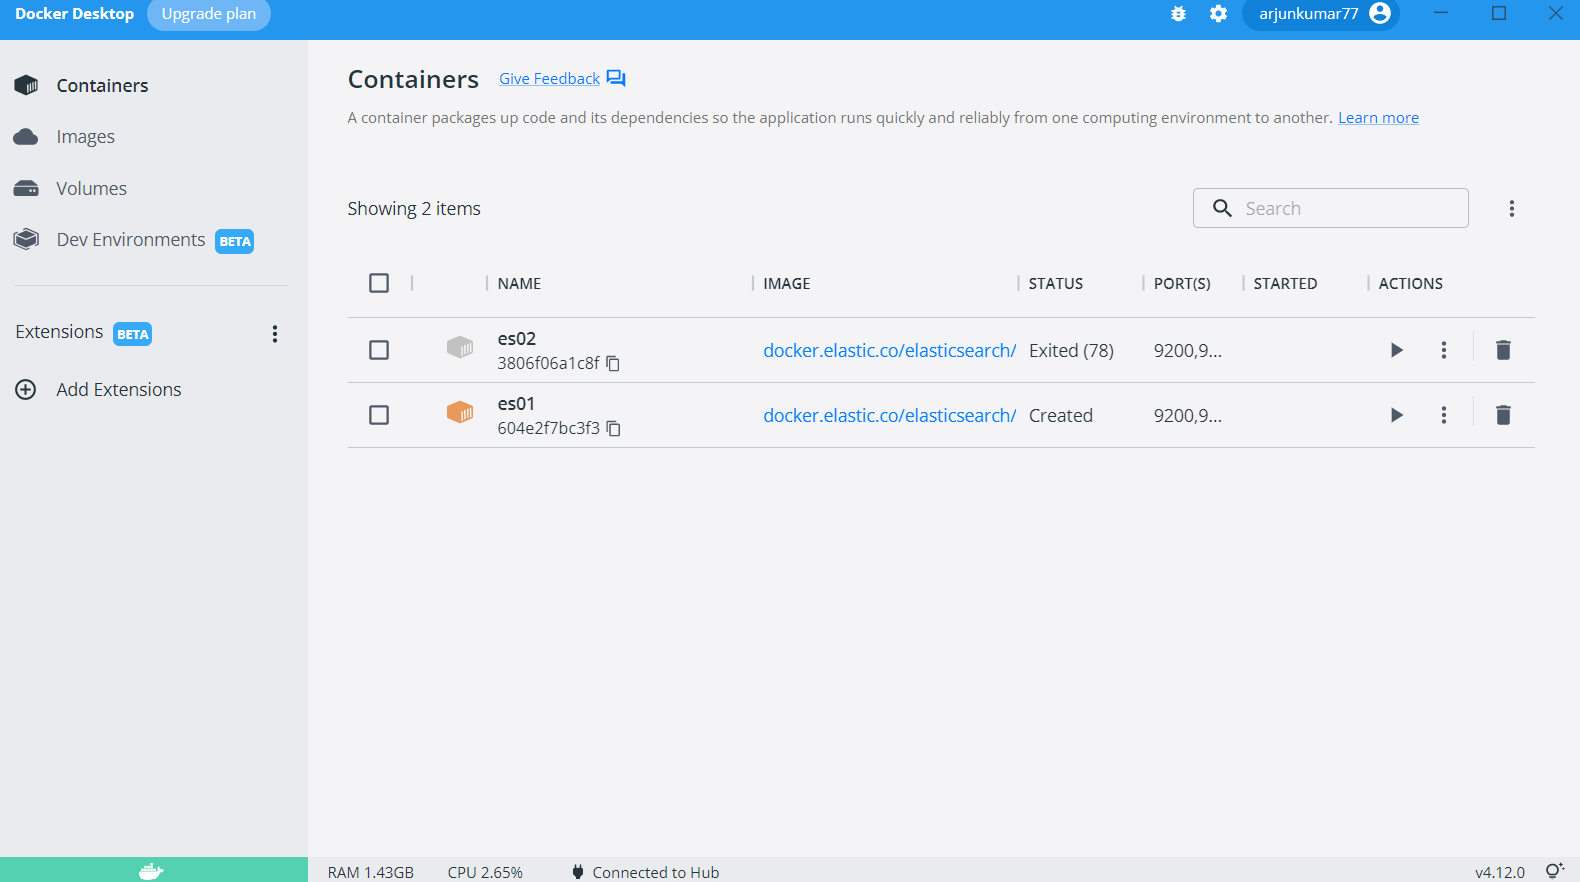 Docker Desktop Upgrade plan arjunkumar77
Containers
Images
Volumes
Dev Environments BETA
Extensions BETA
Add Extensions
Containers Give Feedback
A container packages up code and its dependencies so the application runs quickly and reliably from one computing environment to another. Learn more
Showing 2 items Search
NAME IMAGE STATUS PORT(S) STARTED ACTIONS
es02 docker.elastic.co/elasticsearch/ Exited (78) 9200,9...
3806f06a1c8f
es01 docker.elastic.co/elasticsearch/ Created 9200,9...
604e2f7bc3f3
RAM 1.43GB CPU 2.65% Connected to Hub v4.12.0